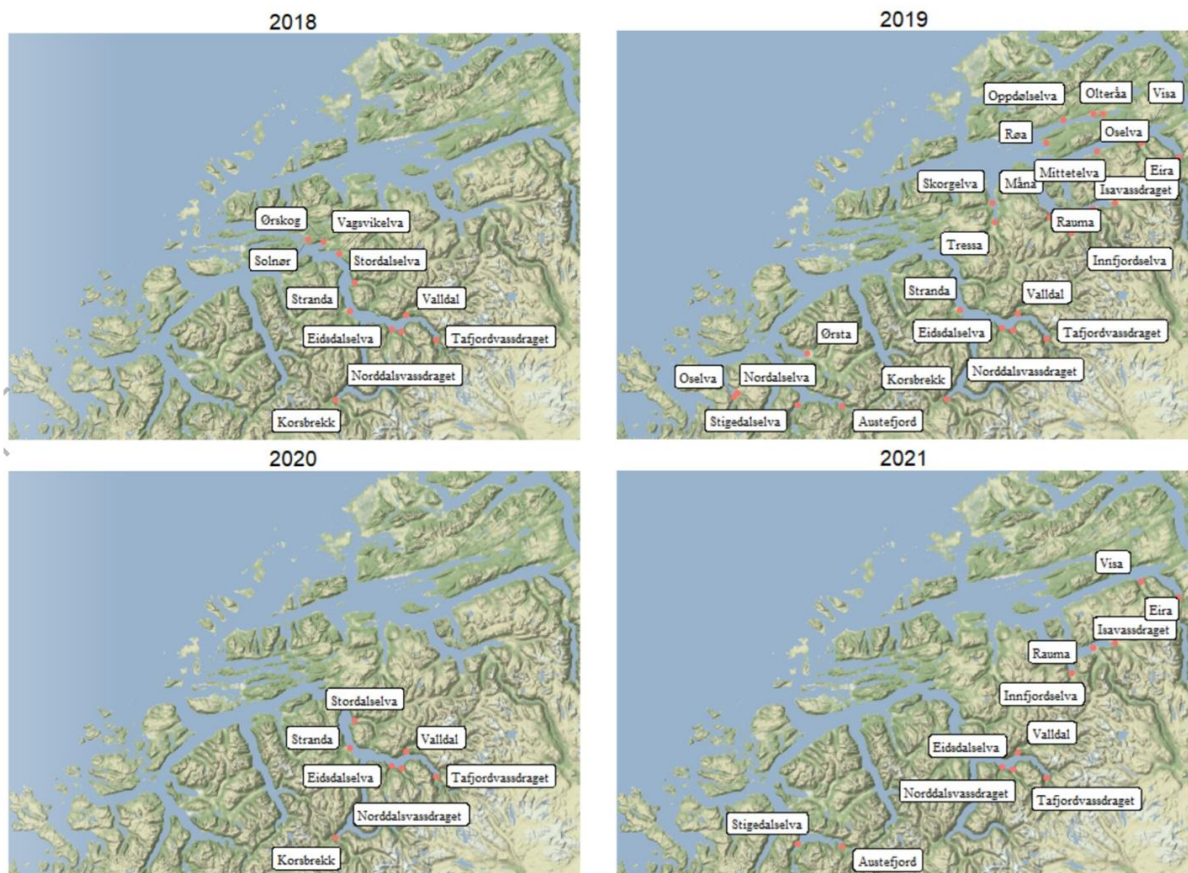 2018
Ørskog
Vagsvikelva
Solnør
Stordalselva
Stranda
Valldal
Eidsdalselva
Tafjordvassdraget
Norddalsvassdraget
Korsbrekk
2019
Oppdølselva
Olteråa
Visa
Røa
Oselva
Mittetelva
Eira
Skorgelva
Måna
Isavassdraget
Rauma
Tressa
Innfjordselva
Stranda
Valldal
Eidsdalselva
Tafjordvassdraget
Ørsta
Oselva
Nordalselva
Korsbrekk
Norddalsvassdraget
Stigedalselva
Austefjord
2020
Stordalselva
Stranda
Valldal
Eidsdalselva
Tafjordvassdraget
Norddalsvassdraget
Korsbrekk
2021
Visa
Eira
Isavassdraget
Rauma
Innfjordselva
Valldal
Eidsdalselva
Norddalsvassdraget
Tafjordvassdraget
Stigedalselva
Austefjord